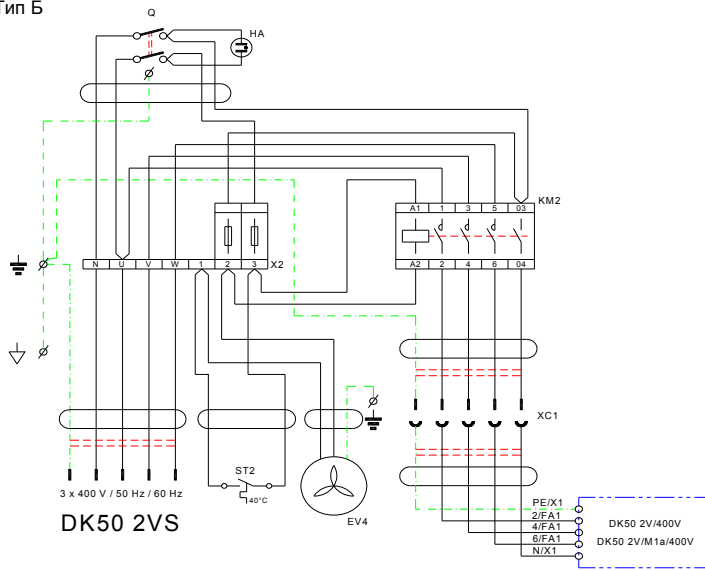 Тип Б
Q
HA
KM2
A1 1 3 5 03
A2 2 4 6 04
N U V W 1 2 3 X2
XC1
ST2
40°C
EV4
3 x 400 V / 50 Hz / 60 Hz
DK50 2VS
PE/X1
2/FA1
4/FA1
6/FA1
N/X1
DK50 2V/400V
DK50 2V/M1a/400V